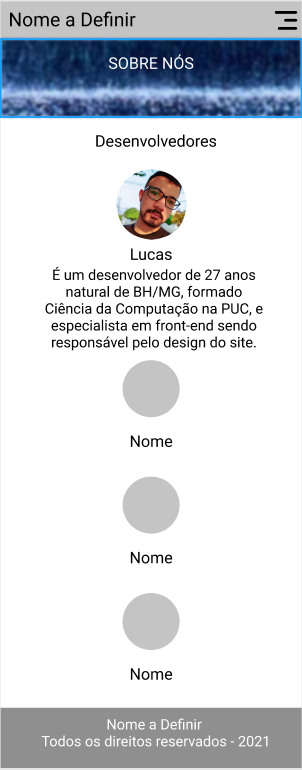 Nome a Definir
SOBRE NÓS
Desenvolvedores
Lucas
É um desenvolvedor de 27 anos
natural de BH/MG, formado
Ciência da Computação na PUC, e
especialista em front-end sendo
responsável pelo design do site.
Nome
Nome
Nome
Nome a Definir
Todos os direitos reservados - 2021